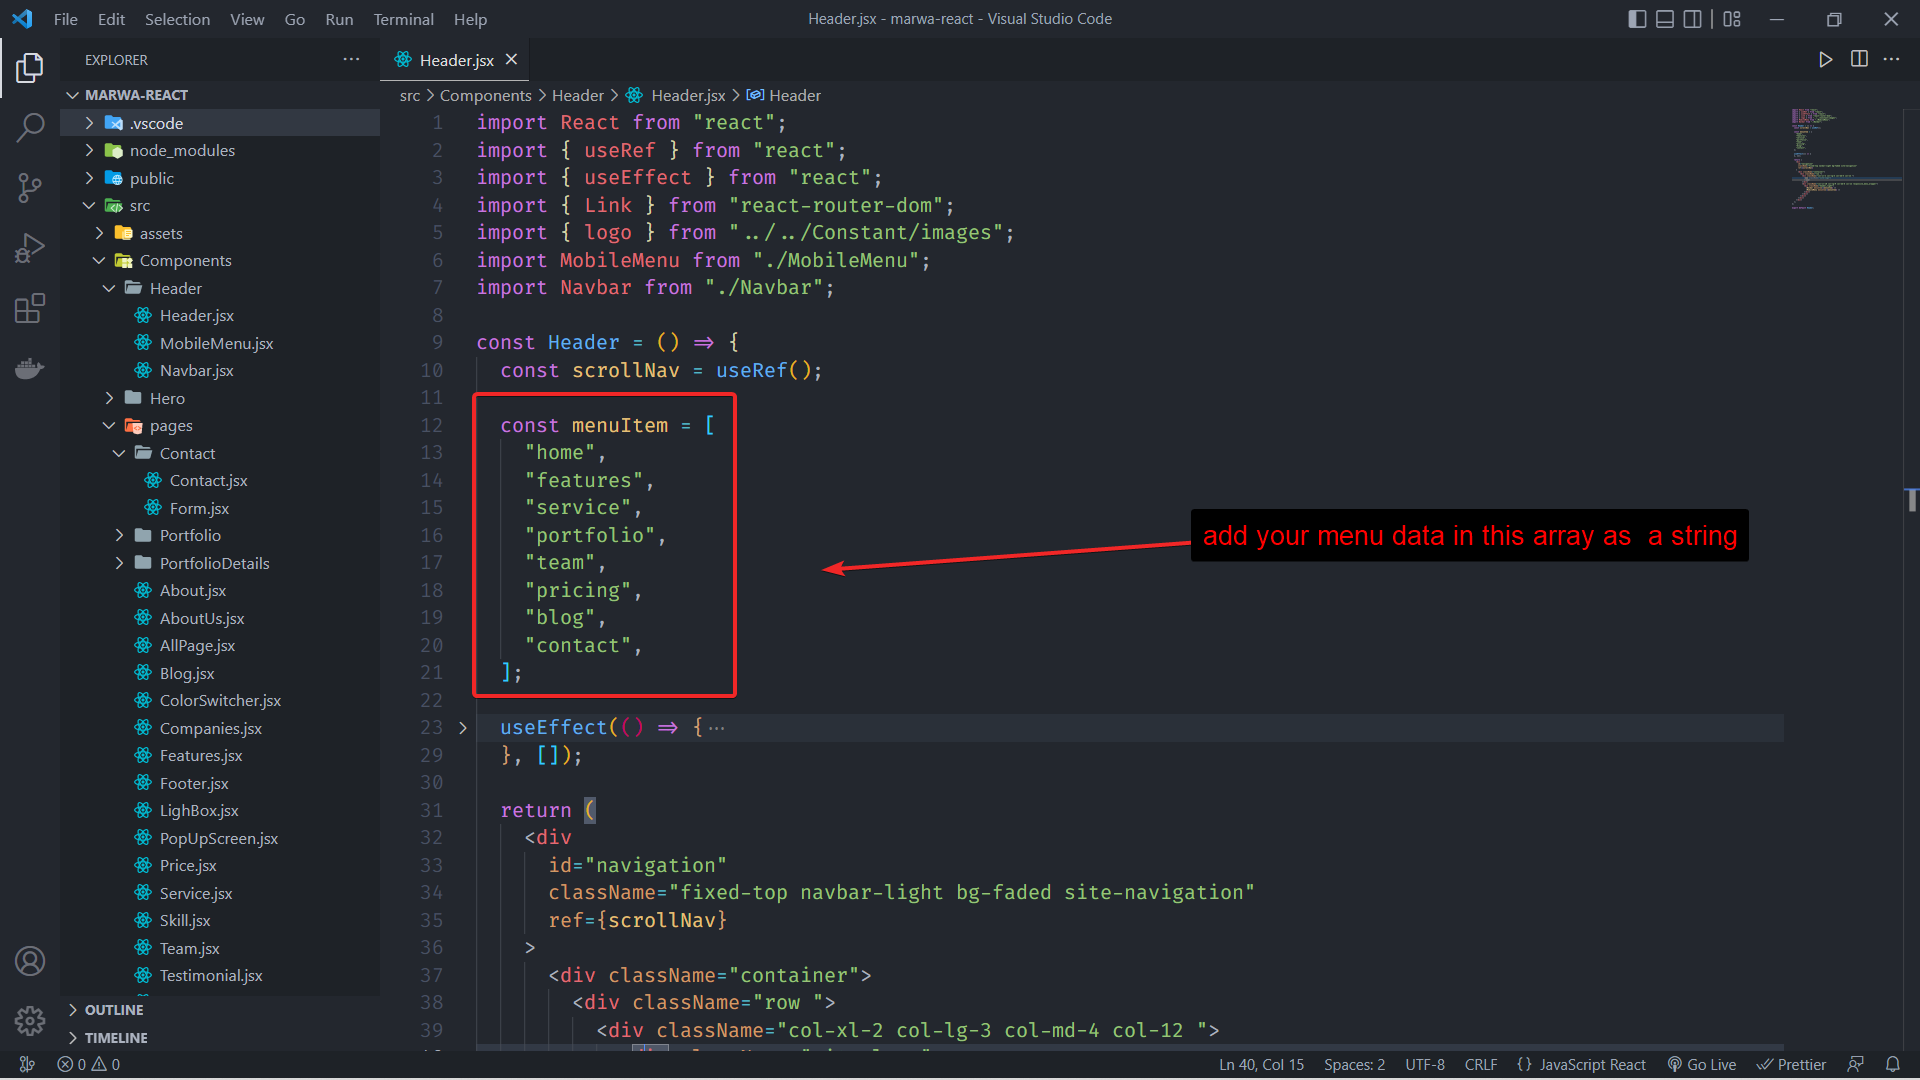 File Edit Selection View Go Run Terminal Help
Header.jsx - marwa-react - Visual Studio Code
EXPLORER
Header.jsx
MARWA-REACT
.vscode
node_modules
public
src
assets
Components
Header
Header.jsx
MobileMenu.jsx
Navbar.jsx
Hero
pages
Contact
Contact.jsx
Form.jsx
Portfolio
PortfolioDetails
About.jsx
AboutUs.jsx
AllPage.jsx
Blog.jsx
ColorSwitcher.jsx
Companies.jsx
Features.jsx
Footer.jsx
LighBox.jsx
PopUpScreen.jsx
Price.jsx
Service.jsx
Skill.jsx
Team.jsx
Testimonial.jsx
OUTLINE
TIMELINE
src > Components > Header > Header.jsx > Header
1 import React from "react";
2 import { useRef } from "react";
3 import { useEffect } from "react";
4 import { Link } from "react-router-dom";
5 import { logo } from "../../Constant/images";
6 import MobileMenu from "./MobileMenu";
7 import Navbar from "./Navbar";
8
9 const Header = () => {
10 const scrollNav = useRef();
11
12 const menuItem = [
13 "home",
14 "features",
15 "service",
16 "portfolio",
17 "team",
18 "pricing",
19 "blog",
20 "contact",
21 ];
22
23 useEffect(() => {···
29 }, []);
30
31 return (
32 <div
33 id="navigation"
34 className="fixed-top navbar-light bg-faded site-navigation"
35 ref={scrollNav}
36 >
37 <div className="container">
38 <div className="row ">
39 <div className="col-xl-2 col-lg-3 col-md-4 col-12 ">
add your menu data in this array as  a string
0 0
Ln 40, Col 15 Spaces: 2 UTF-8 CRLF {} JavaScript React Go Live Prettier